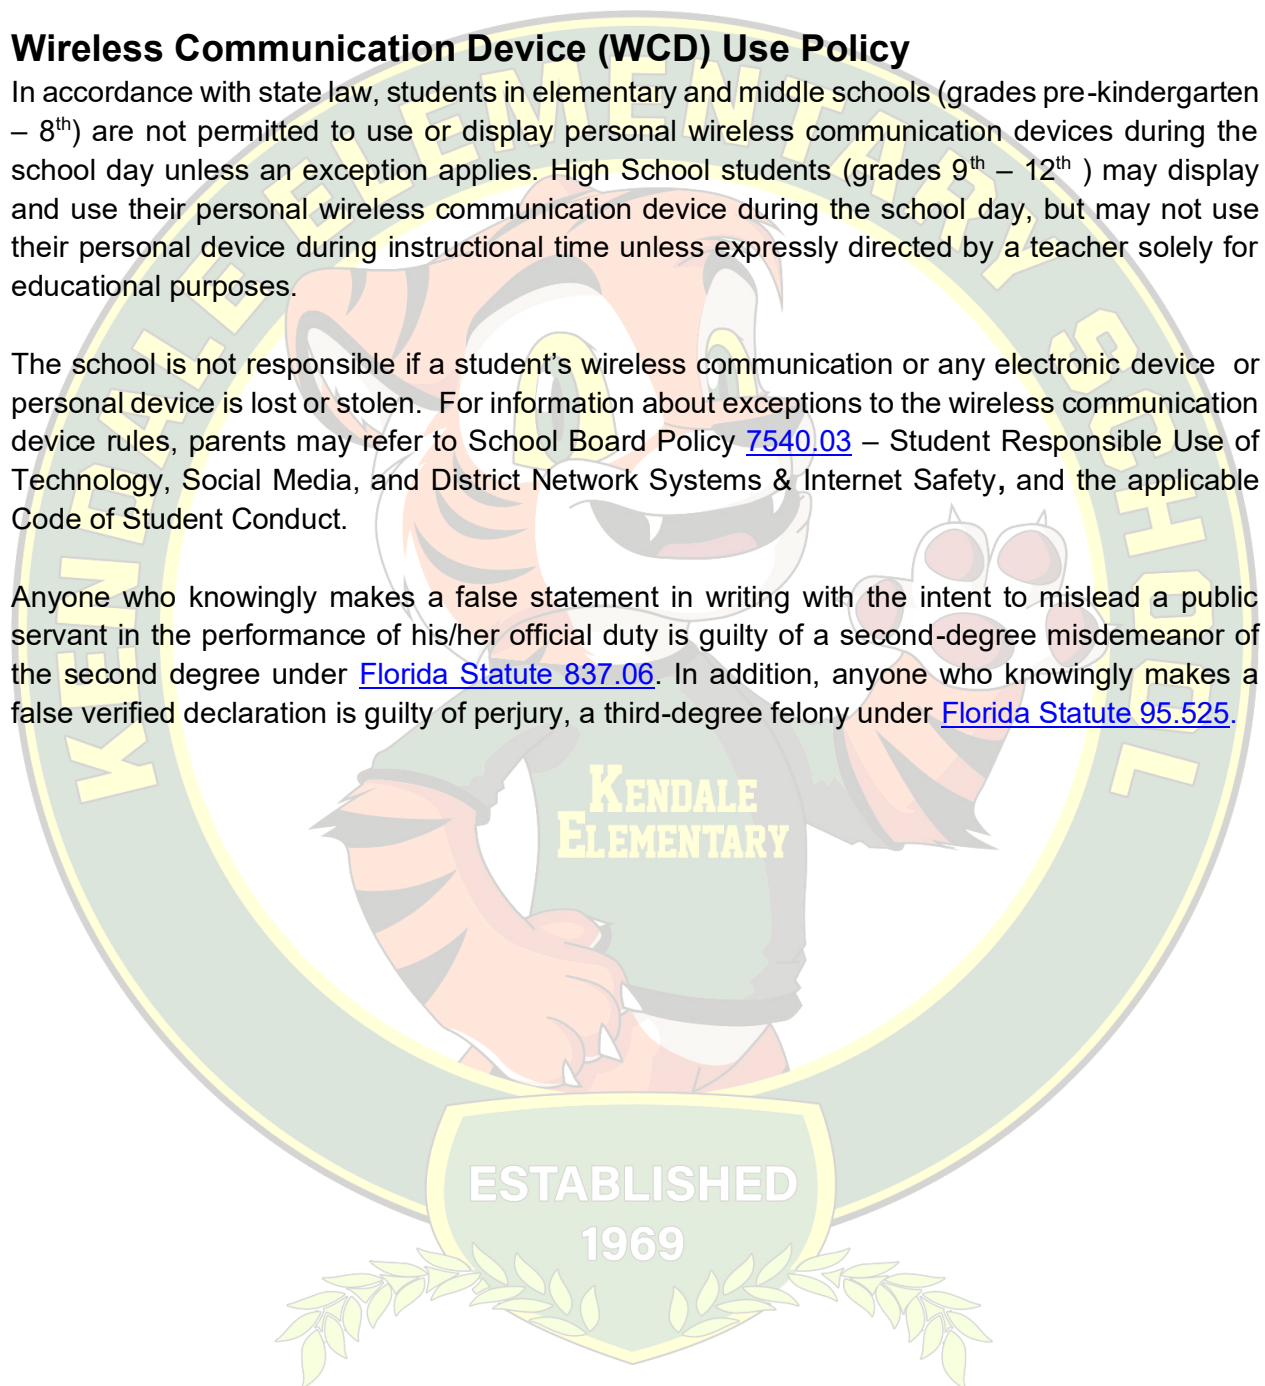 Wireless Communication Device (WCD) Use Policy
In accordance with state law, students in elementary and middle schools (grades pre-kindergarten
– 8th) are not permitted to use or display personal wireless communication devices during the
school day unless an exception applies. High School students (grades 9th – 12th ) may display
and use their personal wireless communication device during the school day, but may not use
their personal device during instructional time unless expressly directed by a teacher solely for
educational purposes.
The school is not responsible if a student’s wireless communication or any electronic device or
personal device is lost or stolen. For information about exceptions to the wireless communication
device rules, parents may refer to School Board Policy 7540.03 – Student Responsible Use of
Technology, Social Media, and District Network Systems & Internet Safety, and the applicable
Code of Student Conduct.
Anyone who knowingly makes a false statement in writing with the intent to mislead a public
servant in the performance of his/her official duty is guilty of a second-degree misdemeanor of
the second degree under Florida Statute 837.06. In addition, anyone who knowingly makes a
false verified declaration is guilty of perjury, a third-degree felony under Florida Statute 95.525.
KENDALE ELEMENTARY SCHOOL
KENDALE
ELEMENTARY
ESTABLISHED
1969